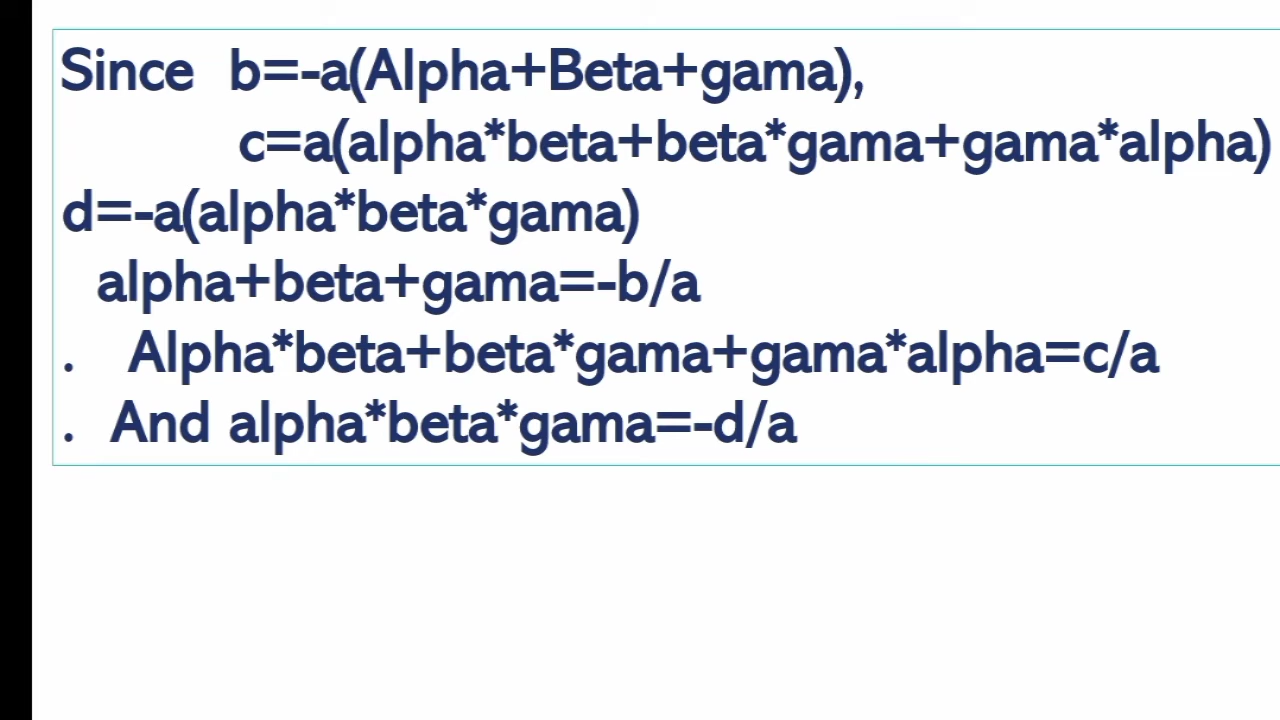 Since b=-a(Alpha+Beta+gama),
c=a(alpha*beta+beta*gama+gama*alpha)
d=-a(alpha*beta*gama)
alpha+beta+gama=-b/a
. Alpha*beta+beta*gama+gama*alpha=c/a
. And alpha*beta*gama=-d/a